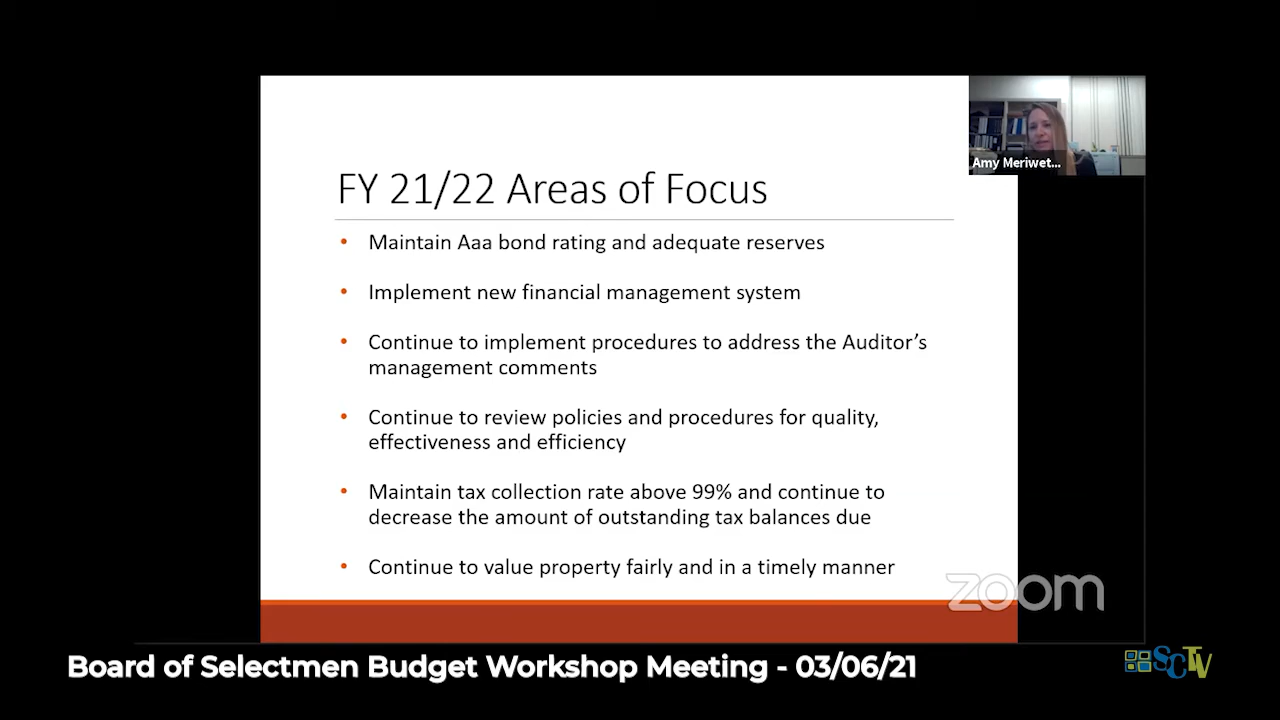 Amy Meriwet...
FY 21/22 Areas of Focus
• Maintain Aaa bond rating and adequate reserves
• Implement new financial management system
• Continue to implement procedures to address the Auditor's
management comments
• Continue to review policies and procedures for quality,
effectiveness and efficiency
• Maintain tax collection rate above 99% and continue to
decrease the amount of outstanding tax balances due
• Continue to value property fairly and in a timely manner
zoom
Board of Selectmen Budget Workshop Meeting - 03/06/21
SCTV